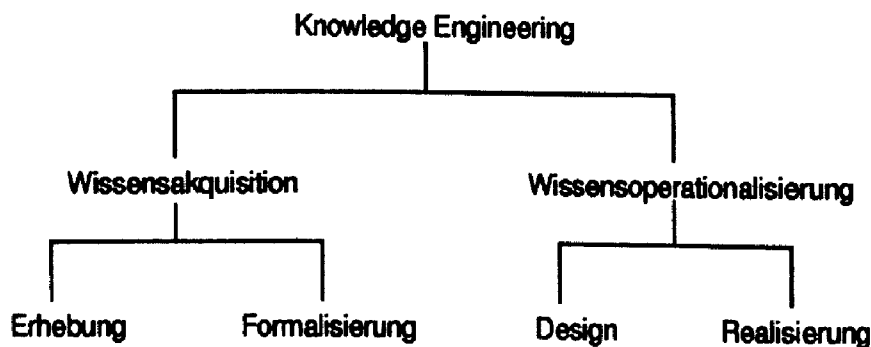 Knowledge Engineering
Wissensakquisition
Wissensoperationalisierung
Erhebung
Formalisierung
Design
Realisierung